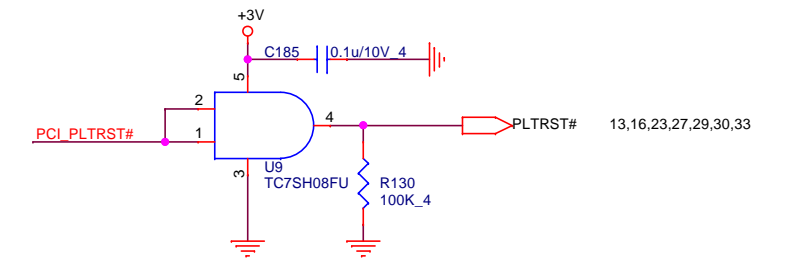 +3V
C185
0.1u/10V_4
5
2
4
PCI_PLTRST#
1
PLTRST#
13,16,23,27,29,30,33
3
U9
TC7SH08FU
R130
100K_4